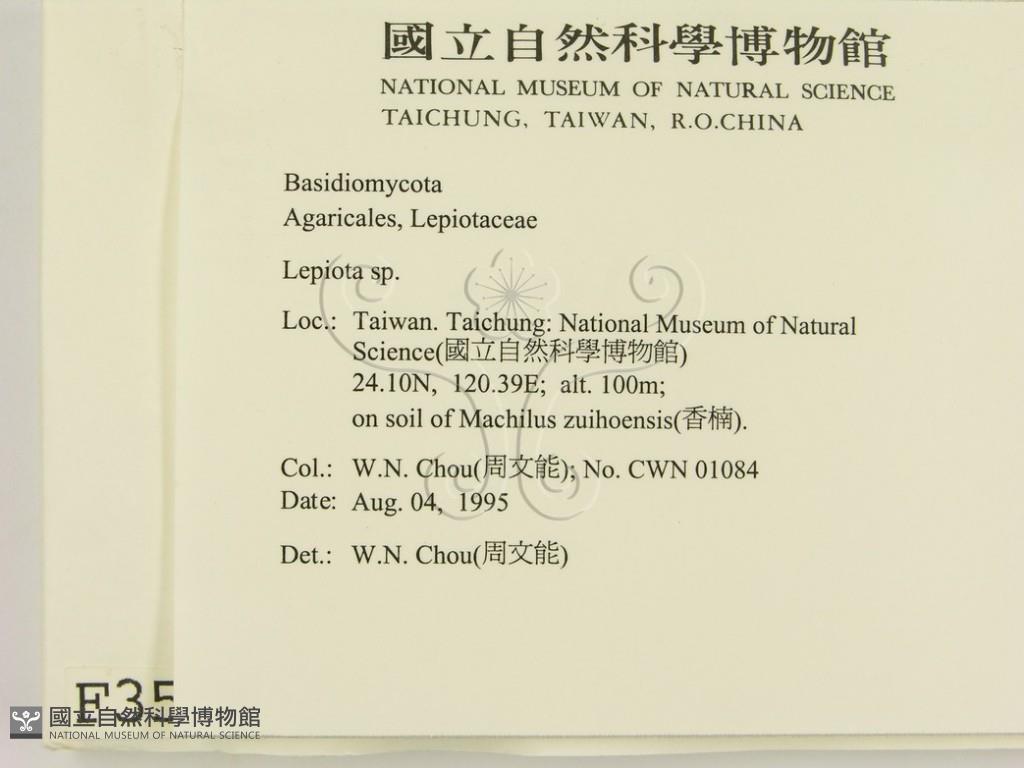 國立自然科學博物館
NATIONAL MUSEUM OF NATURAL SCIENCE
TAICHUNG, TAIWAN, R.O.CHINA
Basidiomycota
Agaricales, Lepiotaceae
Lepiota sp.
Loc.: Taiwan. Taichung: National Museum of Natural
Science(國立自然科學博物館)
24.10N, 120.39E; alt. 100m;
on soil of Machilus zuihoensis(香楠).
Col.: W.N. Chou(周文能); No. CWN 01084
Date: Aug. 04, 1995
Det.: W.N. Chou(周文能)
F35
國立自然科學博物館
NATIONAL MUSEUM OF NATURAL SCIENCE